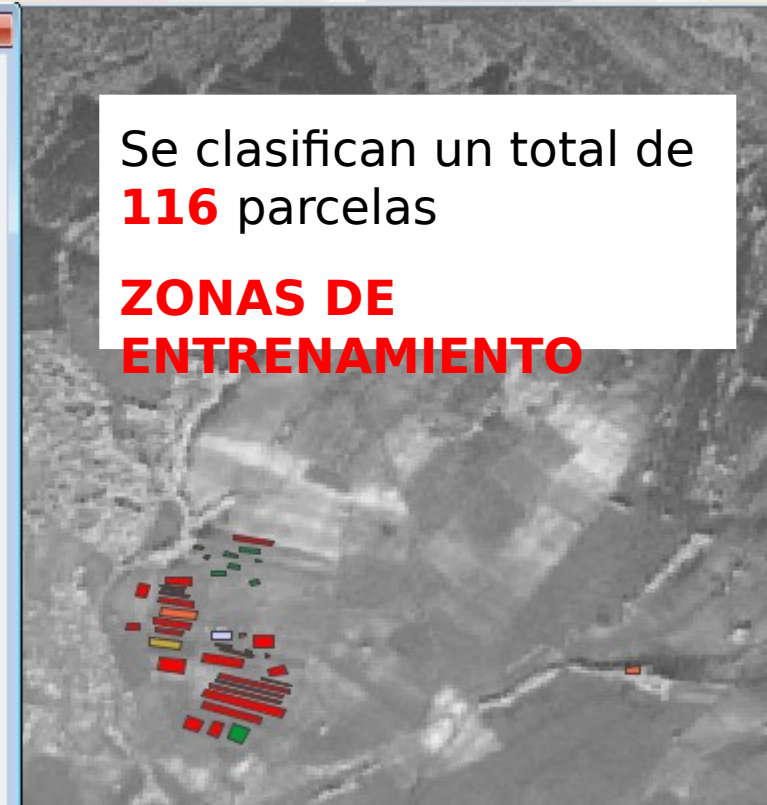 Se clasifican un total de
116 parcelas
ZONAS DE
ENTRENAMIENTO